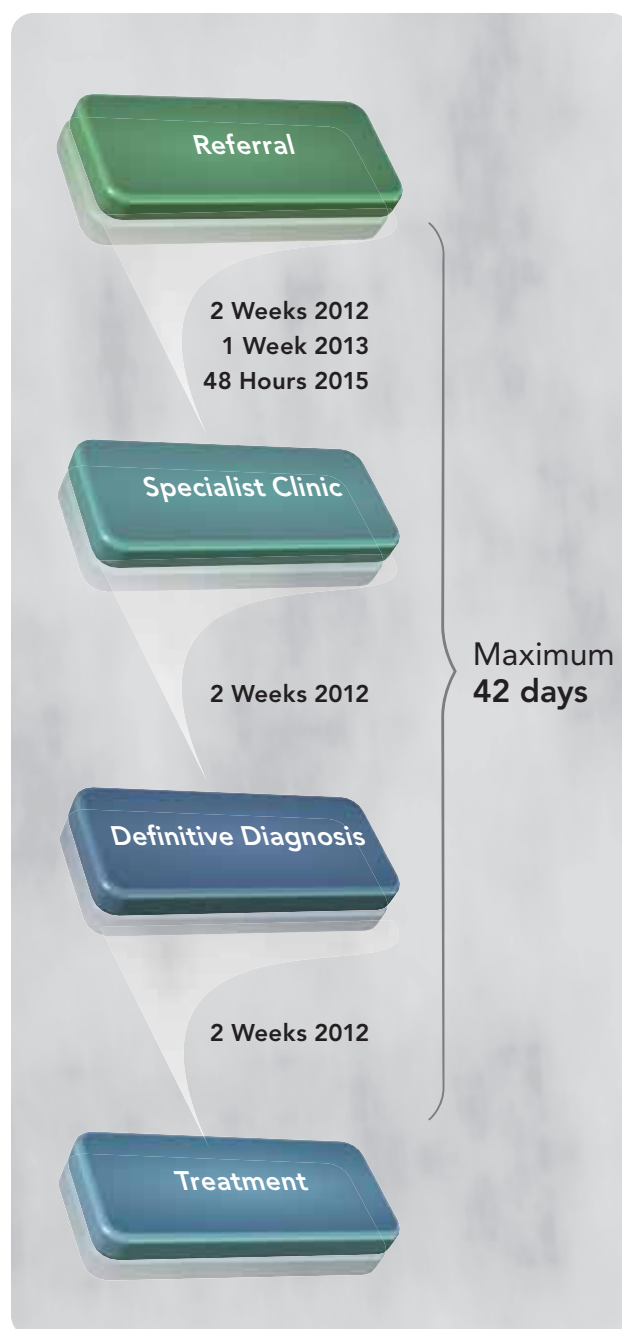 Referral
2 Weeks 2012
1 Week 2013
48 Hours 2015
Specialist Clinic
2 Weeks 2012
Maximum
42 days
Definitive Diagnosis
2 Weeks 2012
Treatment